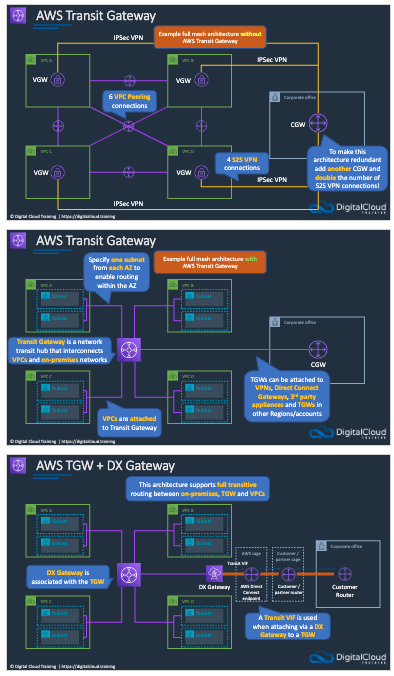 AWS Transit Gateway
IPSec VPN
Example full mesh architecture without
AWS Transit Gateway
IPSec VPN
VPC A
VPC B
VGW
VGW
6 VPC Peering
connections
Corporate office
CGW
VPC C
VPC D
VGW
VGW
4 S2S VPN
connections
To make this
architecture redundant
add another CGW and
double the number of
S2S VPN connections!
IPSec VPN
IPSec VPN
© Digital Cloud Training | https://digitalcloud.training
DigitalCloud
TRAINING
AWS Transit Gateway
Specify one subnet
from each AZ to
enable routing
within the AZ
Example full mesh architecture with
AWS Transit Gateway
VPC A
VPC B
Subnet
Subnet
Subnet
Subnet
Transit Gateway is a network
transit hub that interconnects
VPCs and on-premises networks
Corporate office
CGW
VPC C
VPC D
Subnet
Subnet
Subnet
Subnet
VPCs are attached
to Transit Gateway
TGWs can be attached to
VPNs, Direct Connect
Gateways, 3rd party
appliances and TGWs in
other Regions/accounts
© Digital Cloud Training | https://digitalcloud.training
DigitalCloud
TRAINING
AWS TGW + DX Gateway
This architecture supports full transitive
routing between on-premises, TGW and VPCs
VPC A
VPC B
Subnet
Subnet
Subnet
Subnet
DX Gateway is
associated with the TGW
AWS cage
Customer /
partner cage
Corporate office
Transit VIF
DX Gateway
AWS Direct
Connect
endpoint
Customer /
partner router
Customer
Router
VPC C
VPC D
Subnet
Subnet
Subnet
Subnet
A Transit VIF is used
when attaching via a DX
Gateway to a TGW
© Digital Cloud Training | https://digitalcloud.training
DigitalCloud
TRAINING